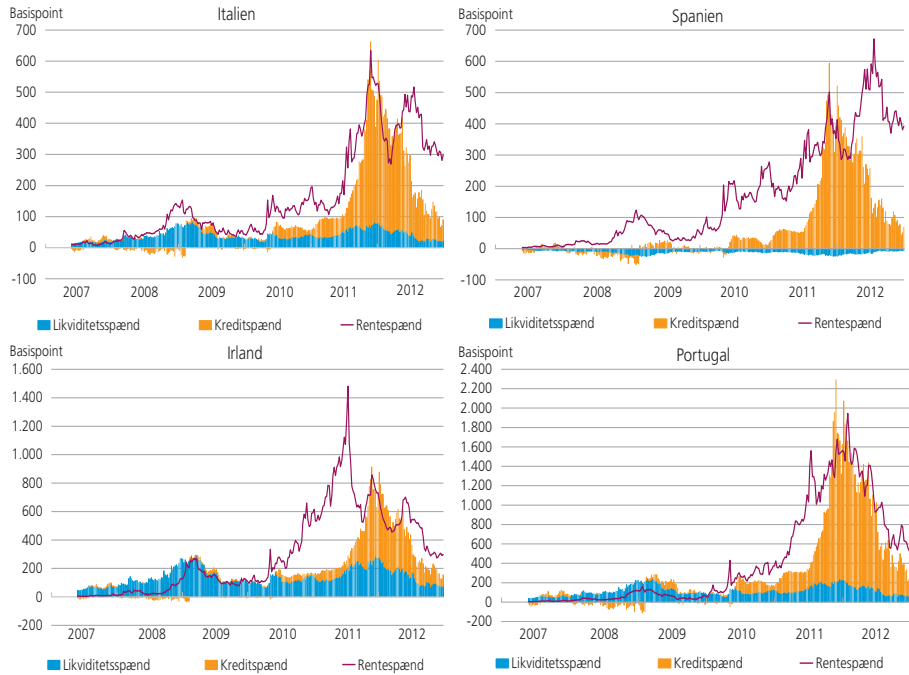 Italien
Basispoint
700
600
500
400
300
200
100
0
-100
2007 2008 2009 2010 2011 2012
Likviditetsspænd Kreditspænd Rentespænd
Spanien
Basispoint
700
600
500
400
300
200
100
0
-100
2007 2008 2009 2010 2011 2012
Likviditetsspænd Kreditspænd Rentespænd
Irland
Basispoint
1.600
1.400
1.200
1.000
800
600
400
200
0
-200
2007 2008 2009 2010 2011 2012
Likviditetsspænd Kreditspænd Rentespænd
Portugal
Basispoint
2.400
2.200
2.000
1.800
1.600
1.400
1.200
1.000
800
600
400
200
0
-200
2007 2008 2009 2010 2011 2012
Likviditetsspænd Kreditspænd Rentespænd